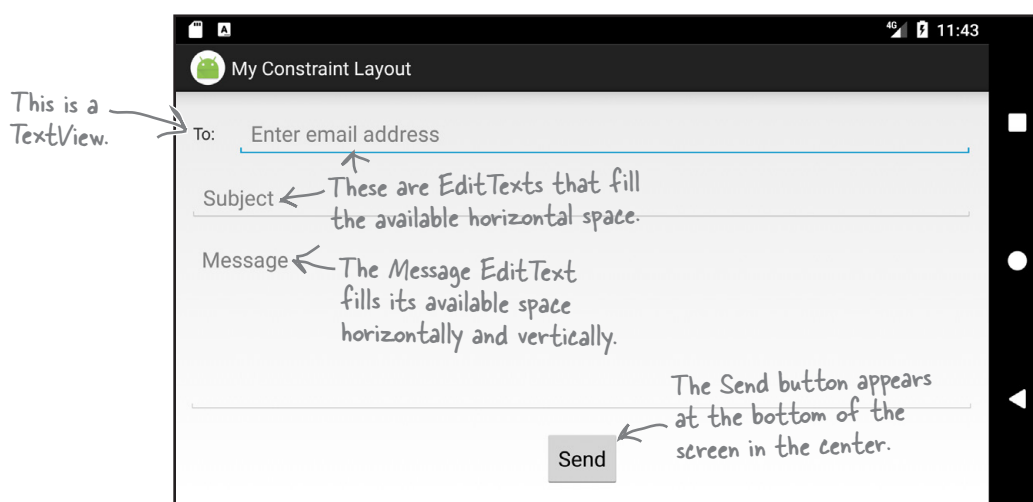 4G 11:43
My Constraint Layout
This is a
TextView.
To: Enter email address
Subject
These are EditTexts that fill
the available horizontal space.
Message
The Message EditText
fills its available space
horizontally and vertically.
The Send button appears
at the bottom of the
screen in the center.
Send